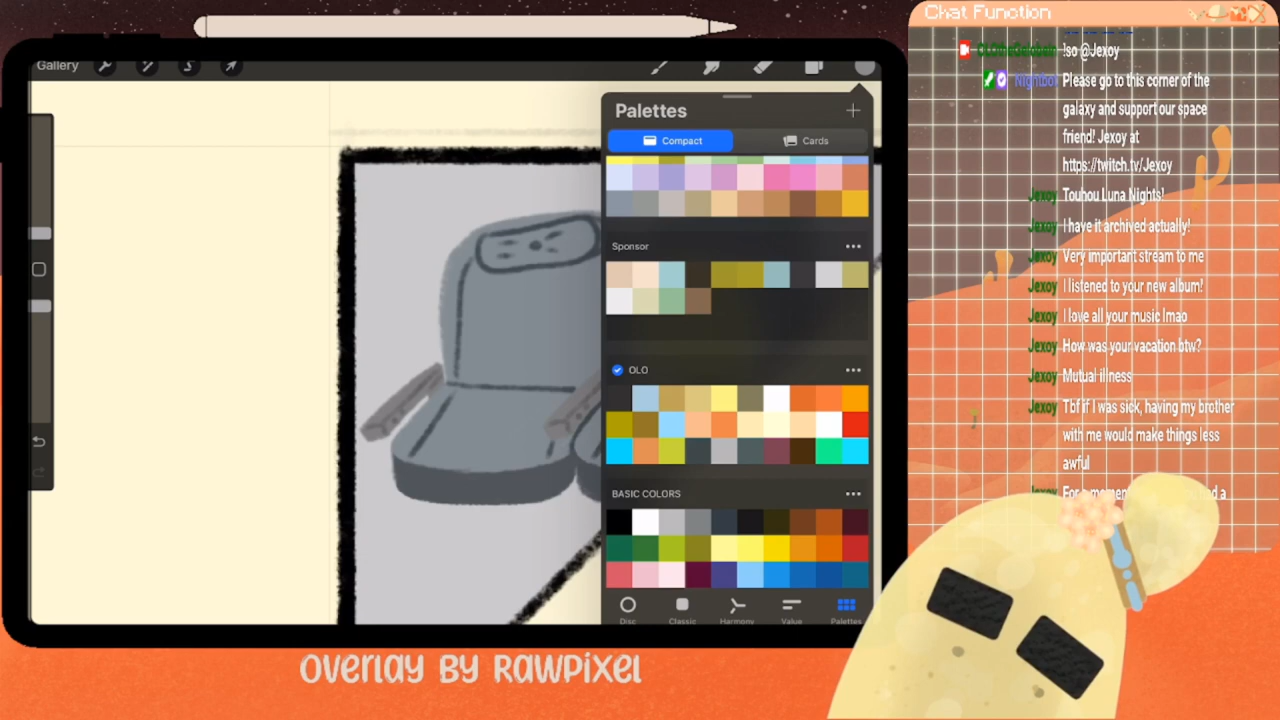 Chat Function
Gallery
Palettes
Compact
Cards
Sponsor
OLO
BASIC COLORS
Disc
Classic
Harmony
Value
Palettes
!so @Jexoy
Nightbot Please go to this corner of the
galaxy and support our space
friend! Jexoy at
https://twitch.tv/Jexoy
Jexoy Touhou Luna Nights!
Jexoy I have it archived actually!
Jexoy Very important stream to me
Jexoy I listened to your new album!
Jexoy I love all your music lmao
Jexoy How was your vacation btw?
Jexoy Mutual illness
Jexoy Tbf if I was sick, having my brother
with me would make things less
awful
Jexoy For a
Overlay by Rawpixel